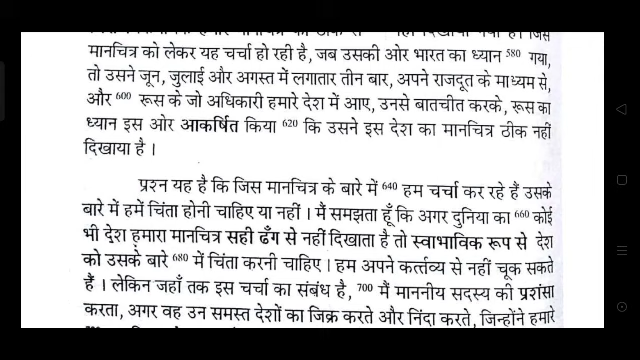 मानचित्र को लेकर यह चर्चा हो रही है, जब उसकी ओर भारत का ध्यान 580 गया,
तो उसने जून, जुलाई और अगस्त में लगातार तीन बार, अपने राजदूत के माध्यम से,
और 600 रूस के जो अधिकारी हमारे देश में आए, उनसे बातचीत करके, रूस का
ध्यान इस ओर आकर्षित किया 620 कि उसने इस देश का मानचित्र ठीक नहीं
दिखाया है ।
प्रश्न यह है कि जिस मानचित्र के बारे में 640 हम चर्चा कर रहे हैं उसके
बारे में हमें चिंता होनी चाहिए या नहीं । मैं समझता हूँ कि अगर दुनिया का 660 कोई
भी देश हमारा मानचित्र सही ढँग से नहीं दिखाता है तो स्वाभाविक रूप से देश
को उसके बारे 680 में चिंता करनी चाहिए । हम अपने कर्त्तव्य से नहीं चूक सकते
हैं । लेकिन जहाँ तक इस चर्चा का संबंध है, 700 मैं माननीय सदस्य की प्रशंसा
करता, अगर वह उन समस्त देशों का जिक्र करते और निंदा करते, जिन्होंने हमारे